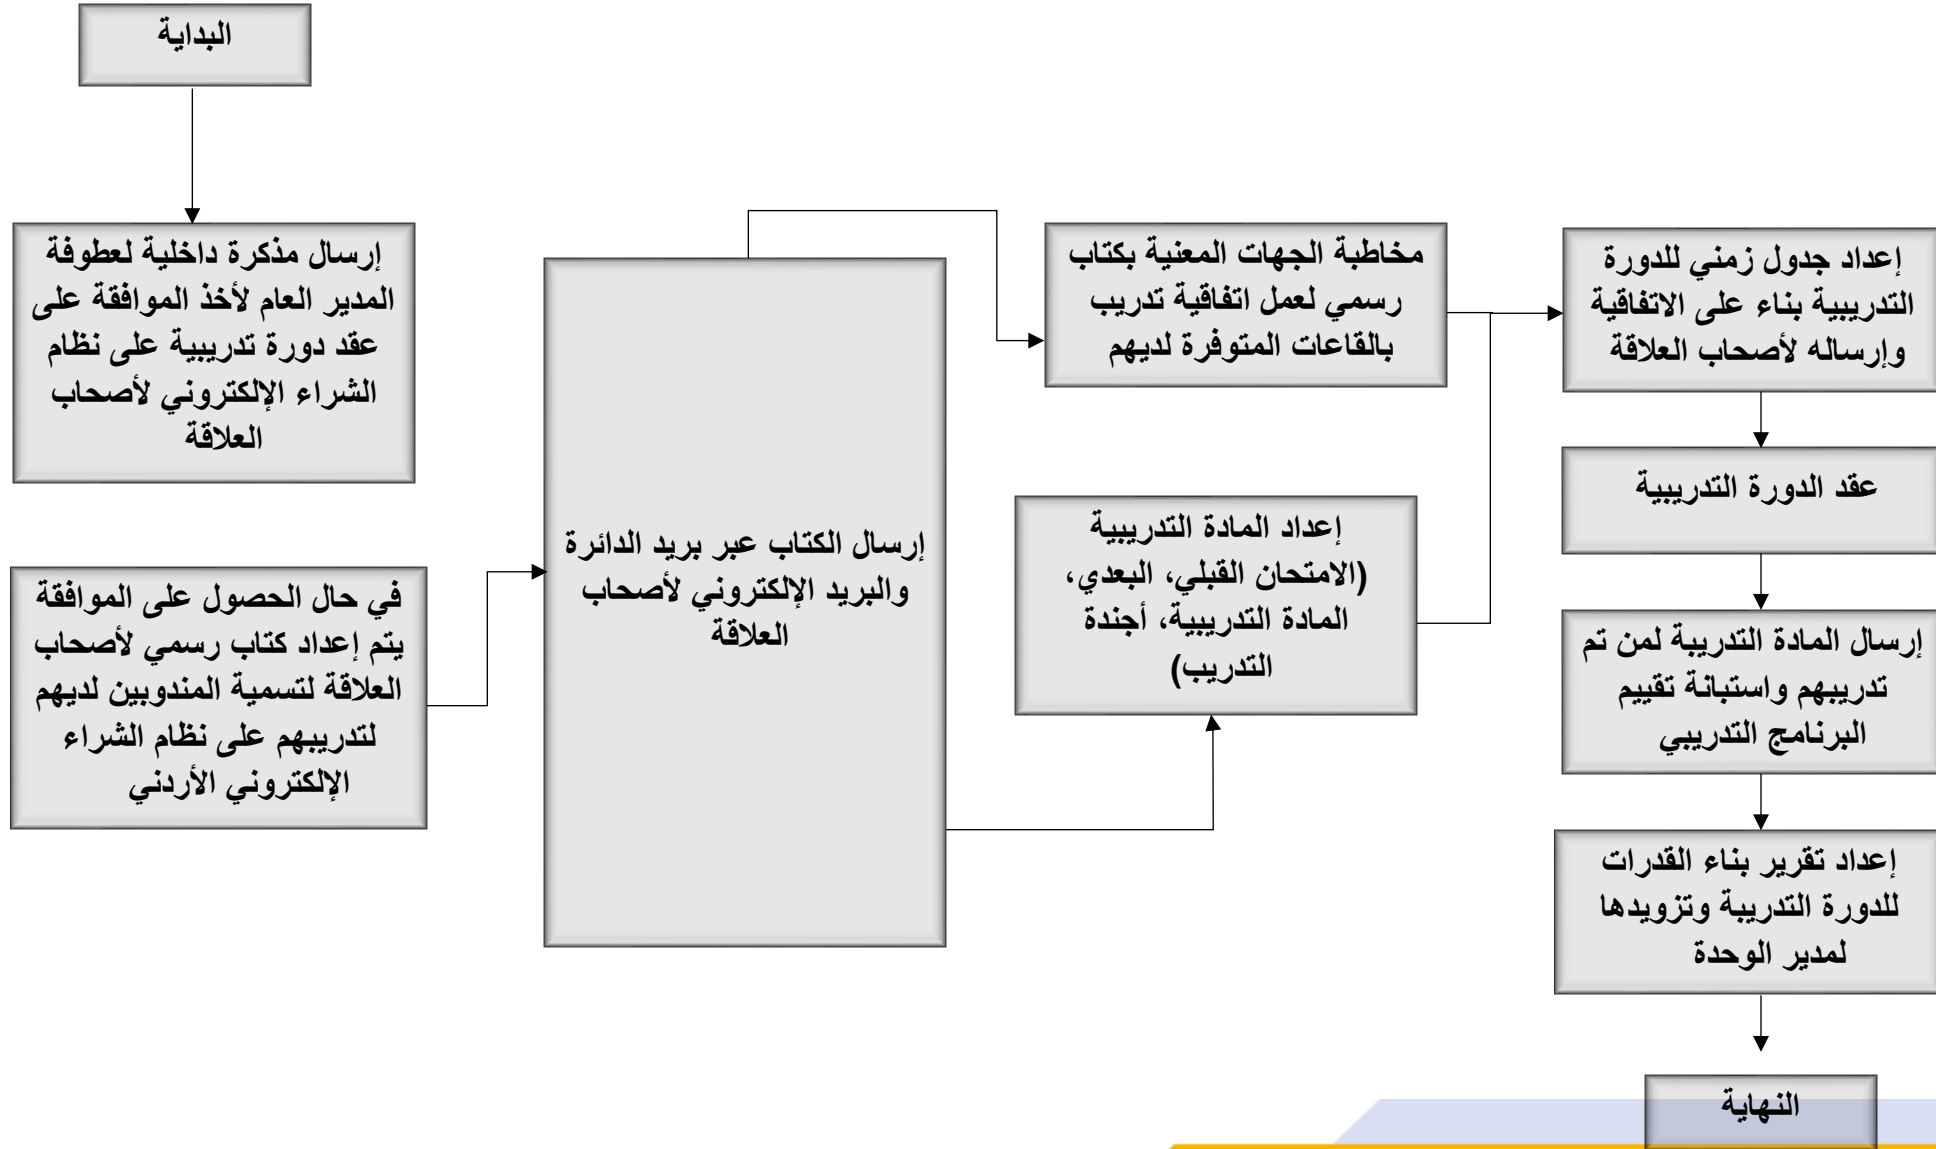 البداية
إرسال مذكرة داخلية لعطوفة
المدير العام لأخذ الموافقة على
عقد دورة تدريبية على نظام
الشراء الإلكتروني لأصحاب
العلاقة
في حال الحصول على الموافقة
يتم إعداد كتاب رسمي لأصحاب
العلاقة لتسمية المندوبين لديهم
لتدريبهم على نظام الشراء
الإلكتروني الأردني
إرسال الكتاب عبر بريد الدائرة
والبريد الإلكتروني لأصحاب
العلاقة
مخاطبة الجهات المعنية بكتاب
رسمي لعمل اتفاقية تدريب
بالقاعات المتوفرة لديهم
إعداد المادة التدريبية
(الامتحان القبلي، البعدي،
المادة التدريبية، أجندة
التدريب)
إعداد جدول زمني للدورة
التدريبية بناء على الاتفاقية
وإرساله لأصحاب العلاقة
عقد الدورة التدريبية
إرسال المادة التدريبة لمن تم
تدريبهم واستبانة تقييم
البرنامج التدريبي
إعداد تقرير بناء القدرات
للدورة التدريبة وتزويدها
لمدير الوحدة
النهاية